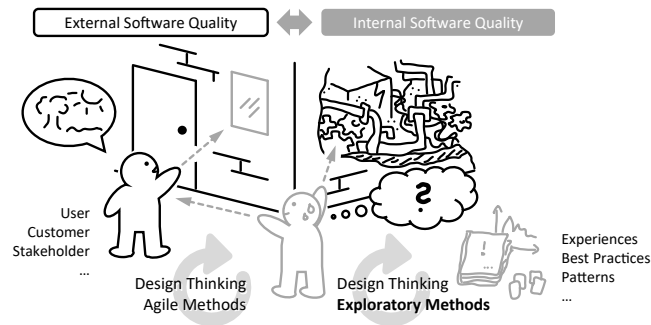 External Software Quality
Internal Software Quality
User
Customer
Stakeholder
...
?
!
...
Design Thinking
Agile Methods
Design Thinking
Exploratory Methods
Experiences
Best Practices
Patterns
...